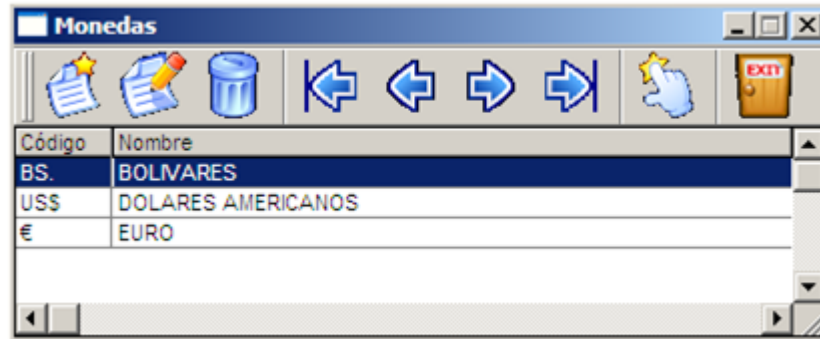 Monedas
EXIT
Código Nombre
BS. BOLIVARES
US$ DOLARES AMERICANOS
€ EURO